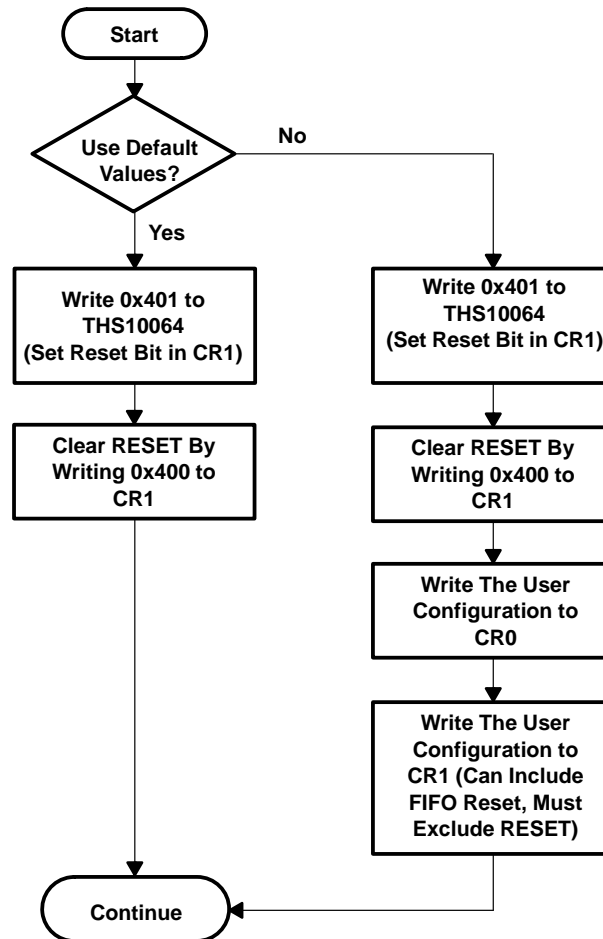 Start
Use Default
Values?
No
Yes
Write 0x401 to
THS10064
(Set Reset Bit in CR1)
Clear RESET By
Writing 0x400 to
CR1
Write 0x401 to
THS10064
(Set Reset Bit in CR1)
Clear RESET By
Writing 0x400 to
CR1
Write The User
Configuration to
CR0
Write The User
Configuration to
CR1 (Can Include
FIFO Reset, Must
Exclude RESET)
Continue